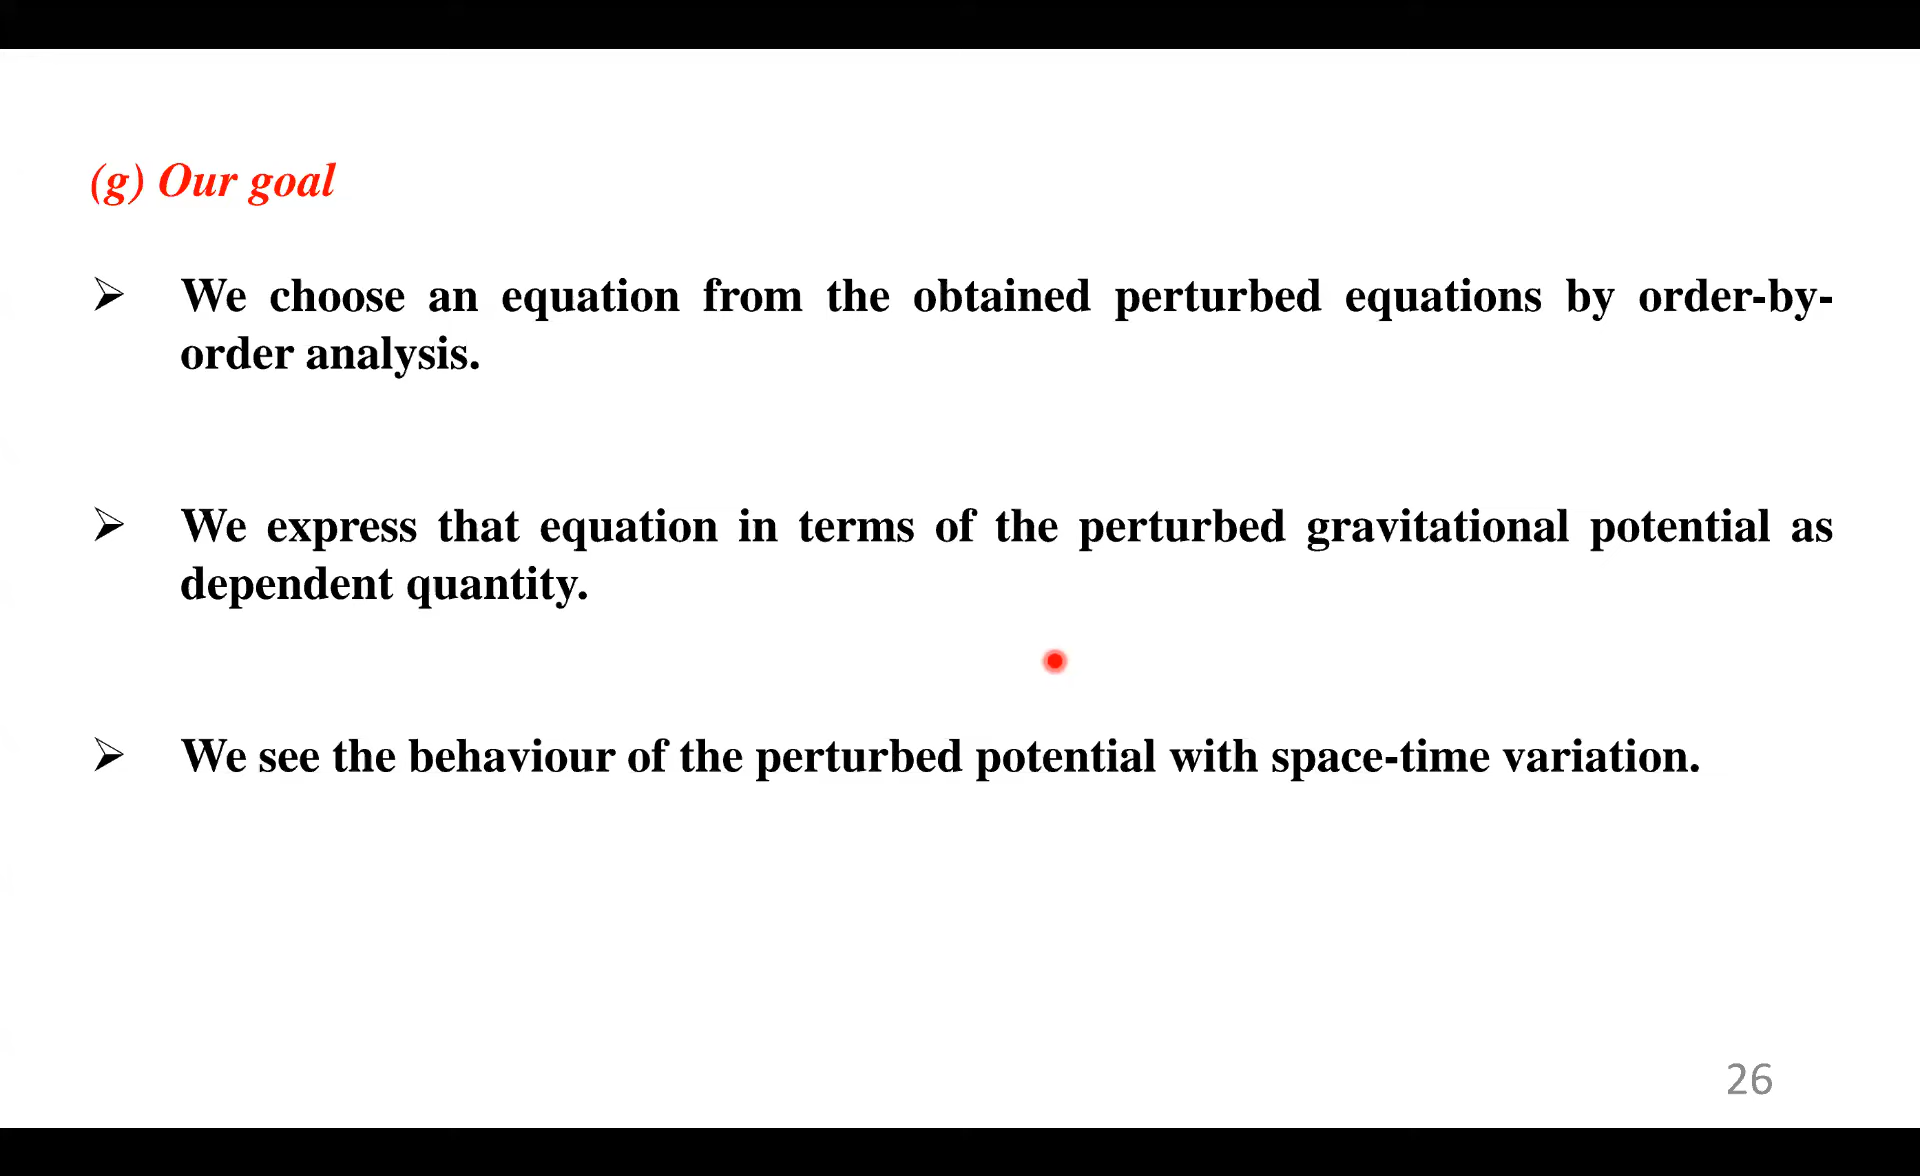 (g) Our goal
➢ We choose an equation from the obtained perturbed equations by order-by-
order analysis.
➢ We express that equation in terms of the perturbed gravitational potential as
dependent quantity.
➢ We see the behaviour of the perturbed potential with space-time variation.
26